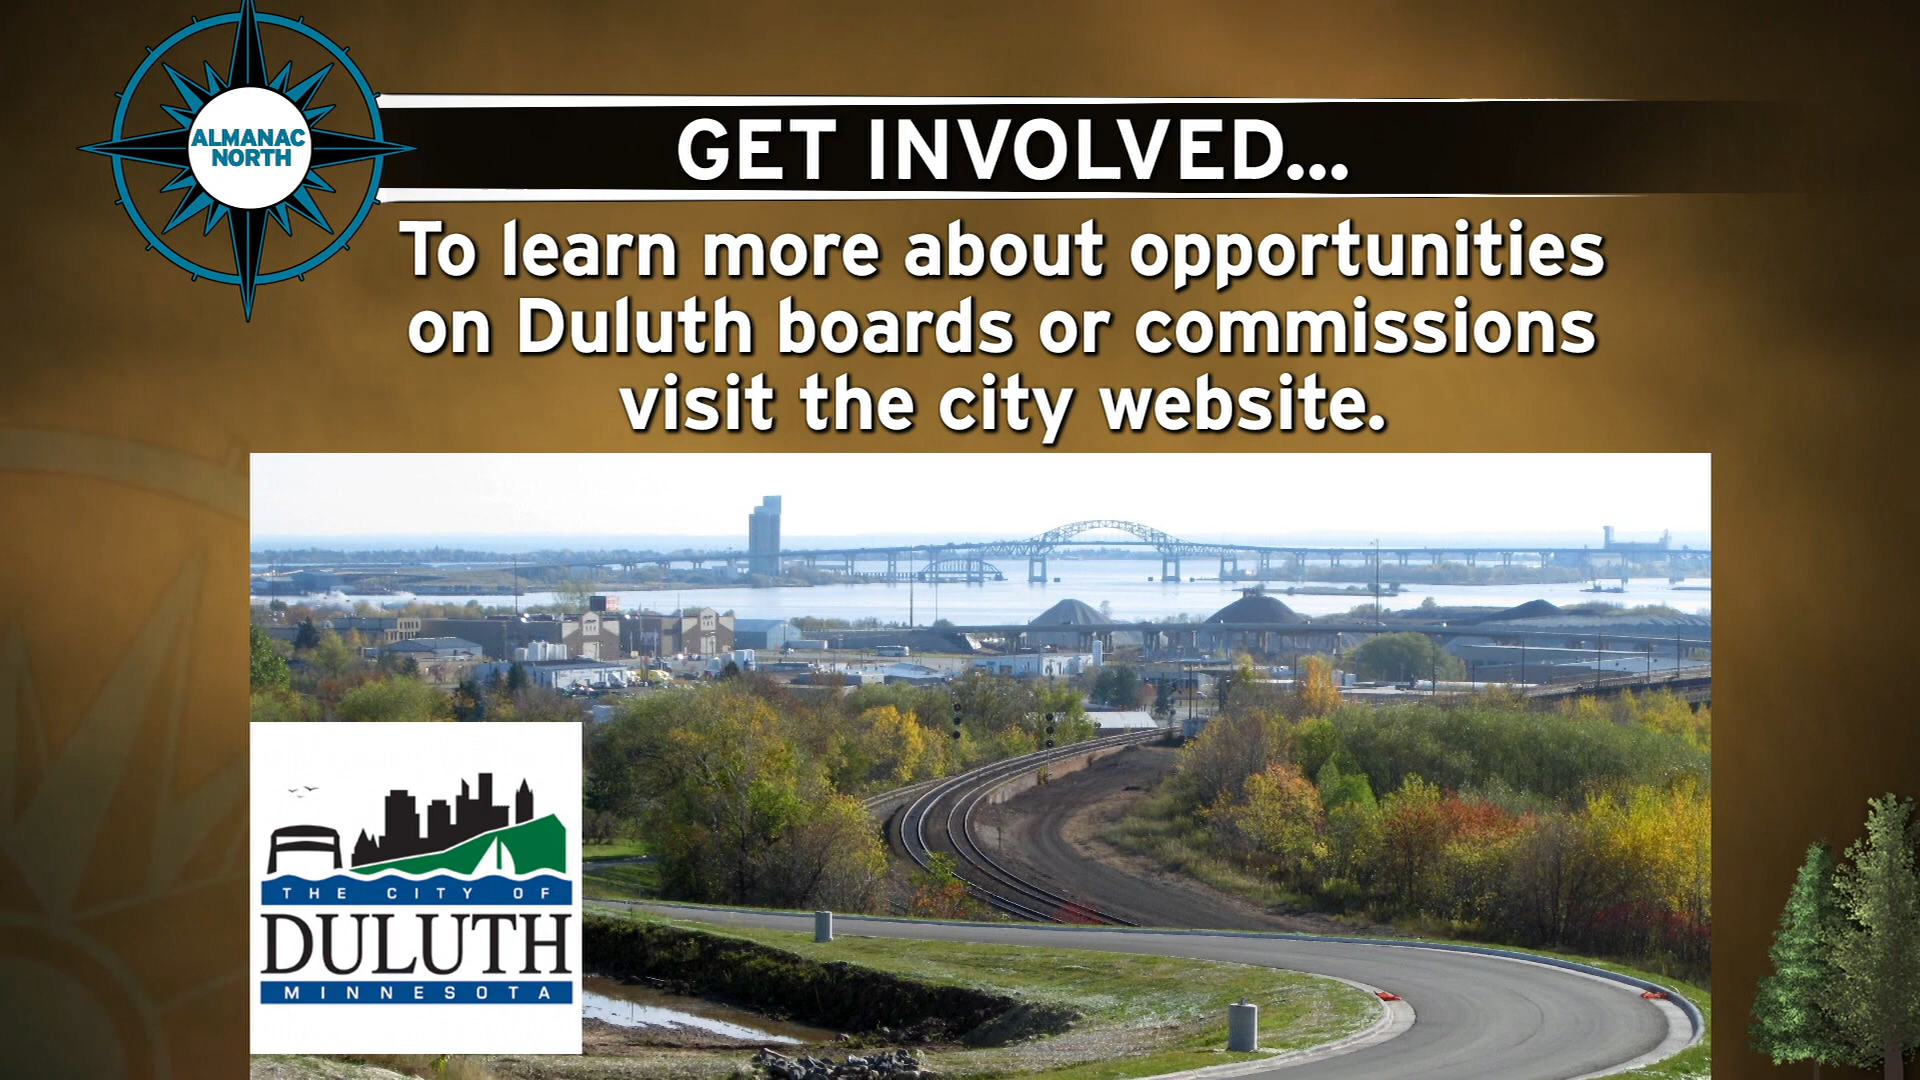 ALMANAC
NORTH
GET INVOLVED...
To learn more about opportunities
on Duluth boards or commissions
visit the city website.
THE CITY OF
DULUTH
MINNESOTA